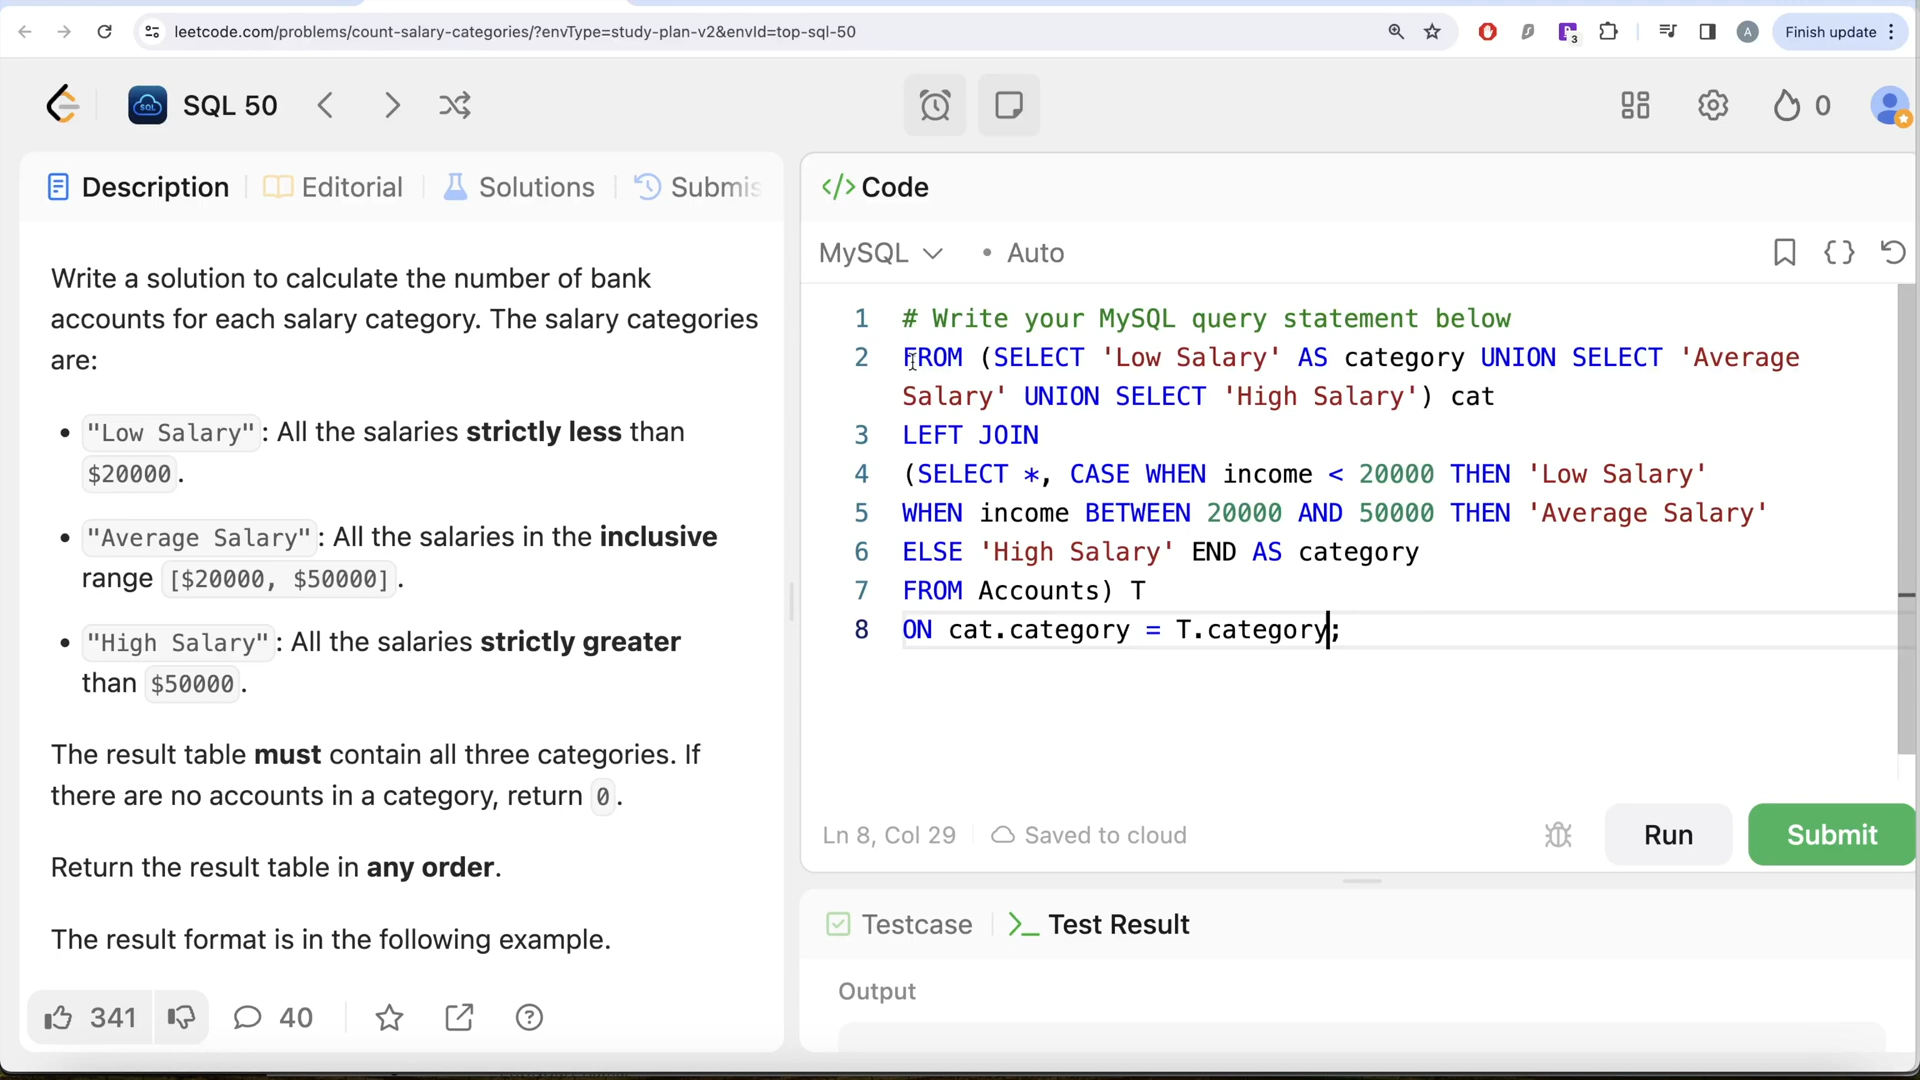 leetcode.com/problems/count-salary-categories/?envType=study-plan-v2&envId=top-sql-50
3
A
Finish update
SQL
SQL 50
0
Description
Editorial
Solutions
Submis
Write a solution to calculate the number of bank
accounts for each salary category. The salary categories
are:
"Low Salary": All the salaries strictly less than
$20000.
"Average Salary": All the salaries in the inclusive
range [$20000, $50000].
"High Salary": All the salaries strictly greater
than $50000.
The result table must contain all three categories. If
there are no accounts in a category, return 0.
Return the result table in any order.
The result format is in the following example.
341
40
</> Code
MySQL
• Auto
1 # Write your MySQL query statement below
2 FROM (SELECT 'Low Salary' AS category UNION SELECT 'Average
Salary' UNION SELECT 'High Salary') cat
3 LEFT JOIN
4 (SELECT *, CASE WHEN income < 20000 THEN 'Low Salary'
5 WHEN income BETWEEN 20000 AND 50000 THEN 'Average Salary'
6 ELSE 'High Salary' END AS category
7 FROM Accounts) T
8 ON cat.category = T.category;
Ln 8, Col 29
Saved to cloud
Run
Submit
Testcase
Test Result
Output